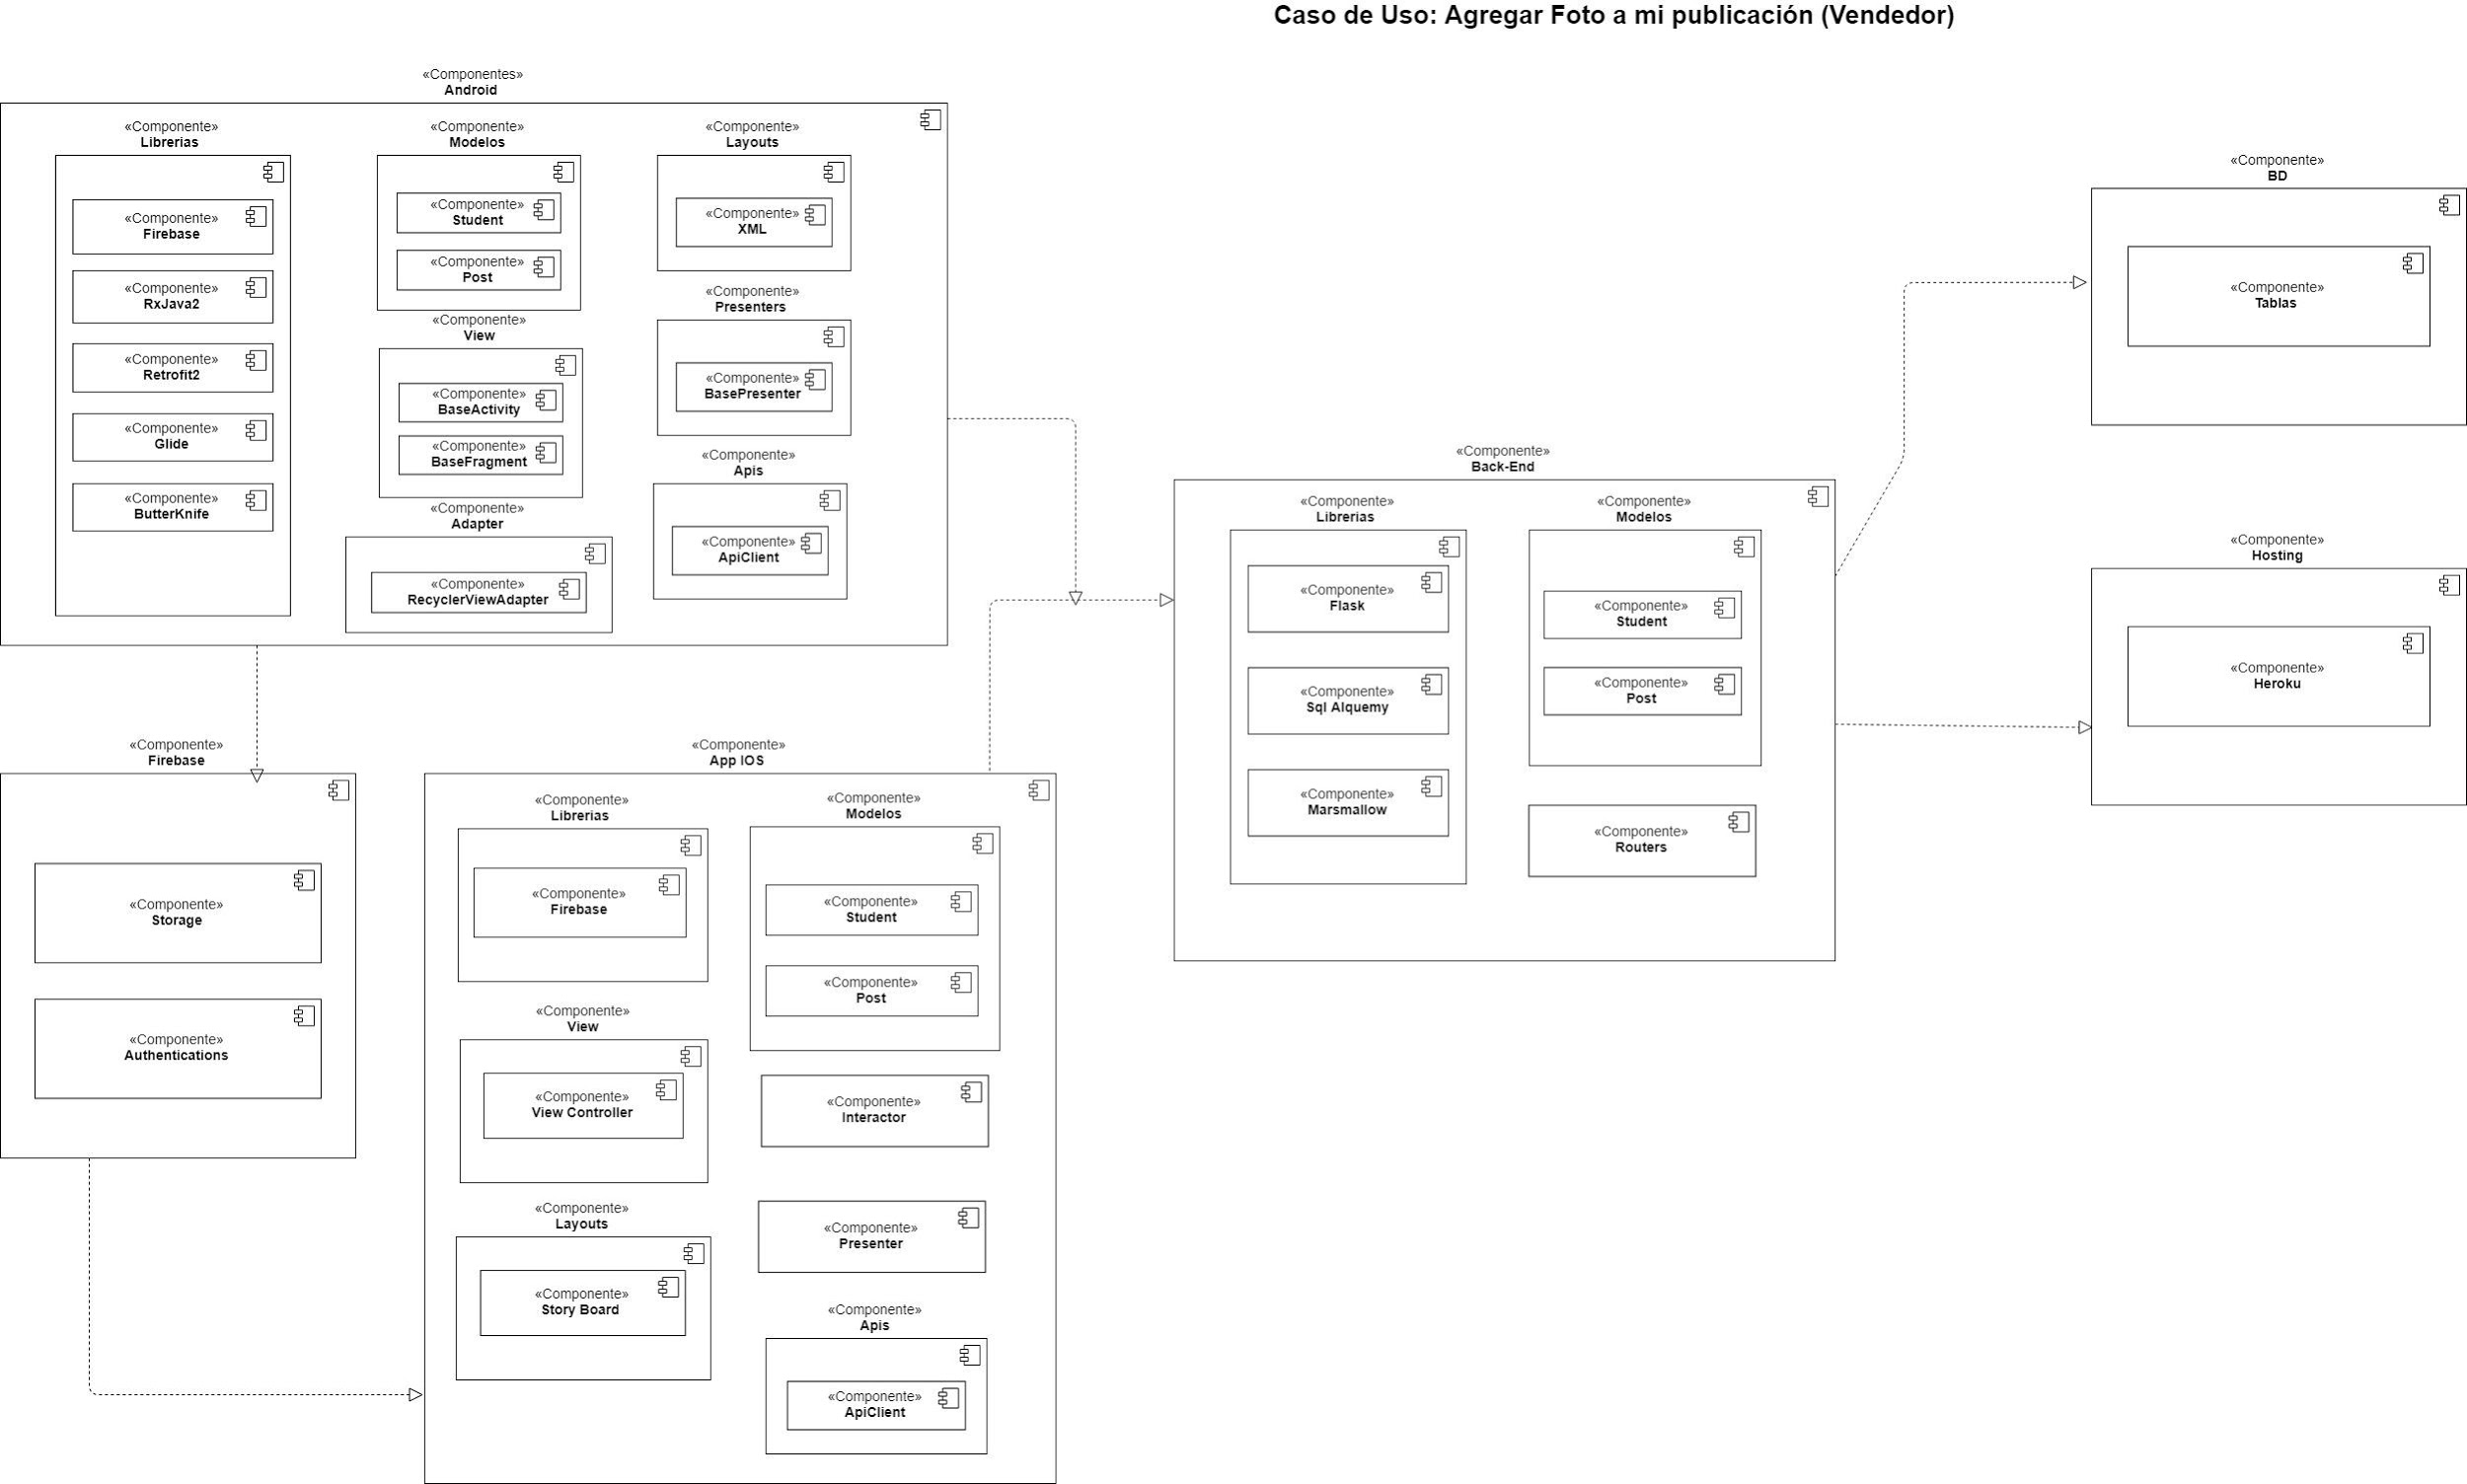 Caso de Uso: Agregar Foto a mi publicación (Vendedor)
«Componentes»
Android
«Componente»
Librerias
«Componente»
Firebase
«Componente»
RxJava2
«Componente»
Retrofit2
«Componente»
Glide
«Componente»
ButterKnife
«Componente»
Modelos
«Componente»
Student
«Componente»
Post
«Componente»
View
«Componente»
BaseActivity
«Componente»
BaseFragment
«Componente»
Adapter
«Componente»
RecyclerViewAdapter
«Componente»
Layouts
«Componente»
XML
«Componente»
Presenters
«Componente»
BasePresenter
«Componente»
Apis
«Componente»
ApiClient
«Componente»
Firebase
«Componente»
Storage
«Componente»
Authentications
«Componente»
App IOS
«Componente»
Librerias
«Componente»
Firebase
«Componente»
View
«Componente»
View Controller
«Componente»
Layouts
«Componente»
Story Board
«Componente»
Modelos
«Componente»
Student
«Componente»
Post
«Componente»
Interactor
«Componente»
Presenter
«Componente»
Apis
«Componente»
ApiClient
«Componente»
Back-End
«Componente»
Librerias
«Componente»
Flask
«Componente»
Sql Alquemy
«Componente»
Marsmallow
«Componente»
Modelos
«Componente»
Student
«Componente»
Post
«Componente»
Routers
«Componente»
BD
«Componente»
Tablas
«Componente»
Hosting
«Componente»
Heroku